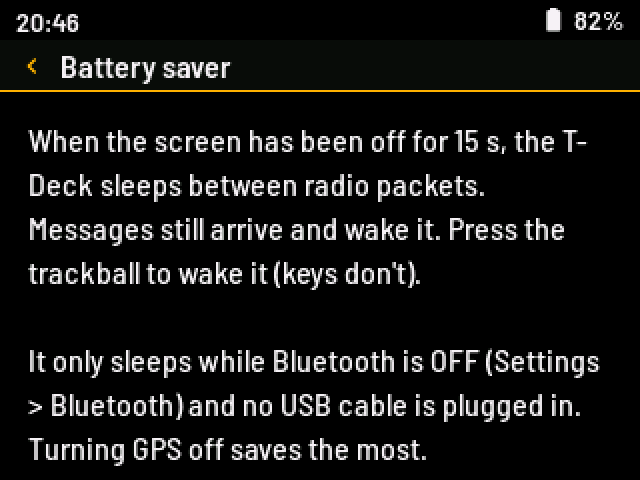 20:46
82%
Battery saver
When the screen has been off for 15 s, the T-
Deck sleeps between radio packets.
Messages still arrive and wake it. Press the
trackball to wake it (keys don't).
It only sleeps while Bluetooth is OFF (Settings
> Bluetooth) and no USB cable is plugged in.
Turning GPS off saves the most.